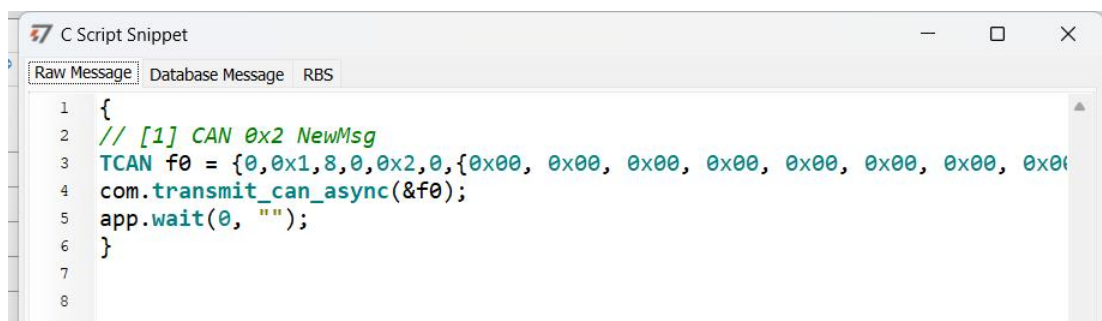 C Script Snippet
Raw Message Database Message RBS
1 {
2 // [1] CAN 0x2 NewMsg
3 TCAN f0 = {0,0x1,8,0,0x2,0,{0x00, 0x00, 0x00, 0x00, 0x00, 0x00, 0x00,
4 com.transmit_can_async(&f0);
5 app.wait(0, "");
6 }
7
8